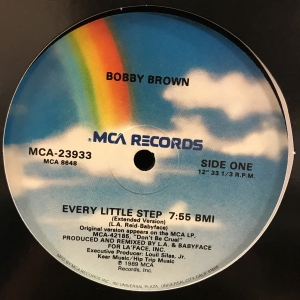 BOBBY BROWN
MCA RECORDS
MCA-23933
MCA 8648
SIDE ONE
12" 33 1/3 R.P.M.
EVERY LITTLE STEP 7:55 BMI
(Extended Version)
(L.A. Reid-Babyface)
Original version appears on the MCA LP.
MCA-42185, "Don't Be Cruel"
PRODUCED AND REMIXED BY L.A. & BABYFACE
FOR LA'FACE, INC.
Executive Producer: Louil Silas, Jr.
Kear Music/Hip Trip Music
℗ 1989 MCA
Records, Inc.